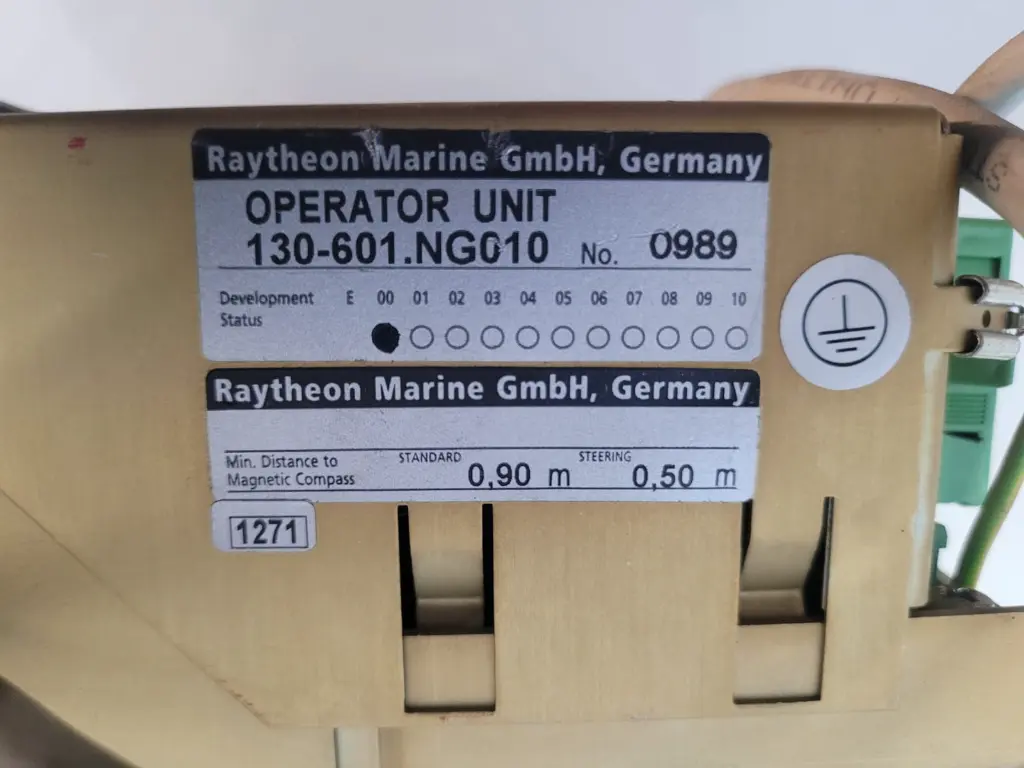 Raytheon Marine GmbH, Germany
OPERATOR UNIT
130-601.NG010 No. 0989
Development Status E 00 01 02 03 04 05 06 07 08 09 10
Raytheon Marine GmbH, Germany
Min. Distance to Magnetic Compass STANDARD 0,90 m STEERING 0,50 m
1271